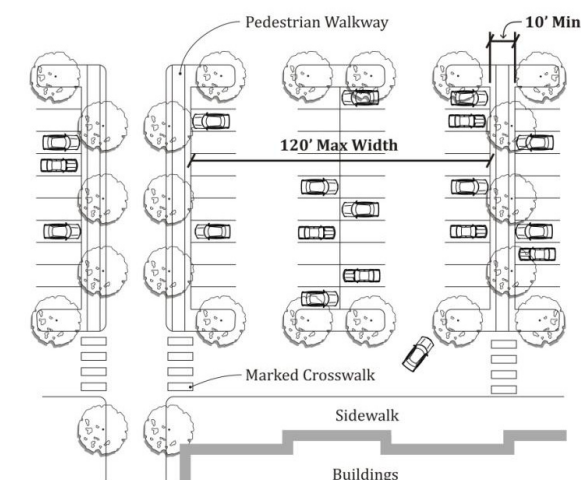 Pedestrian Walkway
10’ Min
120’ Max Width
Marked Crosswalk
Sidewalk
Buildings